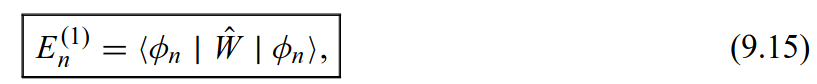 E_n^{(1)} = ⟨ϕ_n | Ŵ | ϕ_n⟩, (9.15)